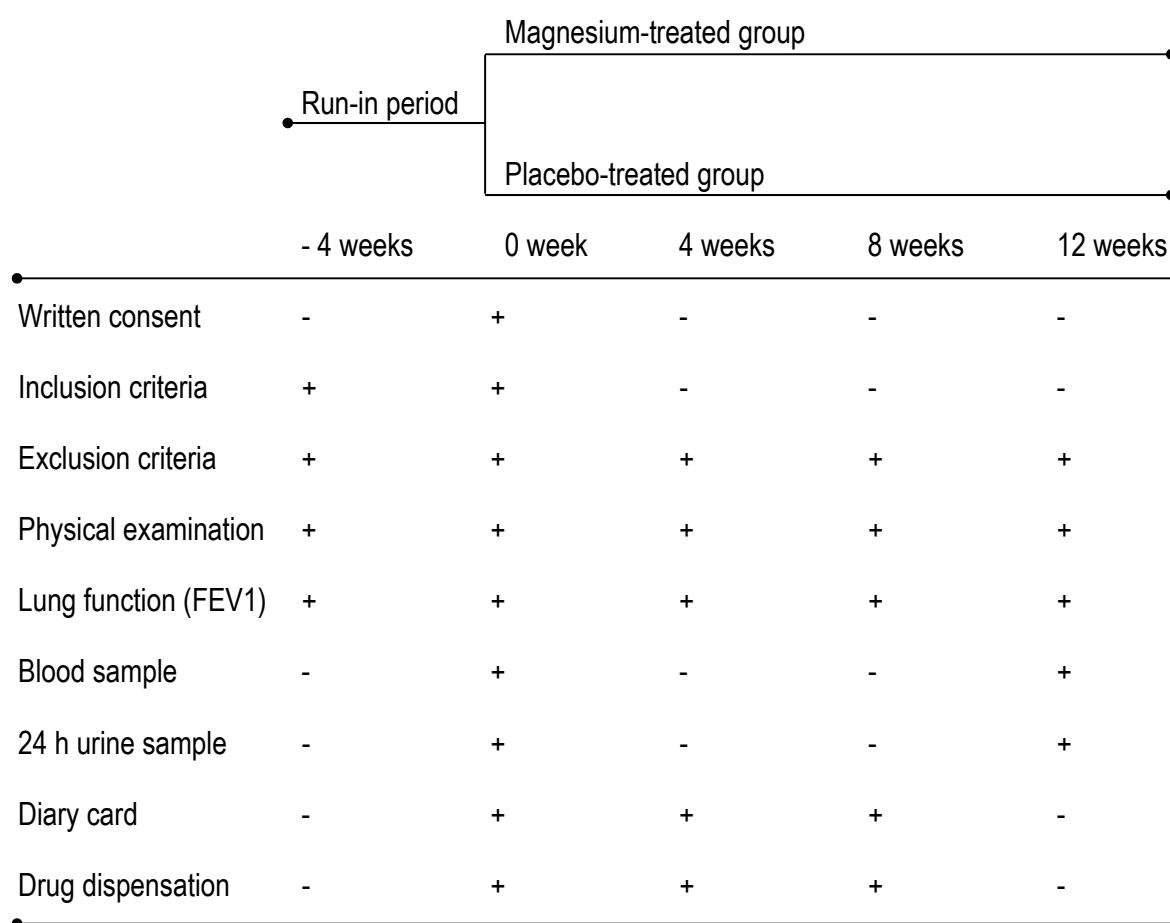 Magnesium-treated group
Run-in period
Placebo-treated group
- 4 weeks 0 week 4 weeks 8 weeks 12 weeks
Written consent - + - - -
Inclusion criteria + + - - -
Exclusion criteria + + + + +
Physical examination + + + + +
Lung function (FEV1) + + + + +
Blood sample - + - - +
24 h urine sample - + - - +
Diary card - + + + -
Drug dispensation - + + + -